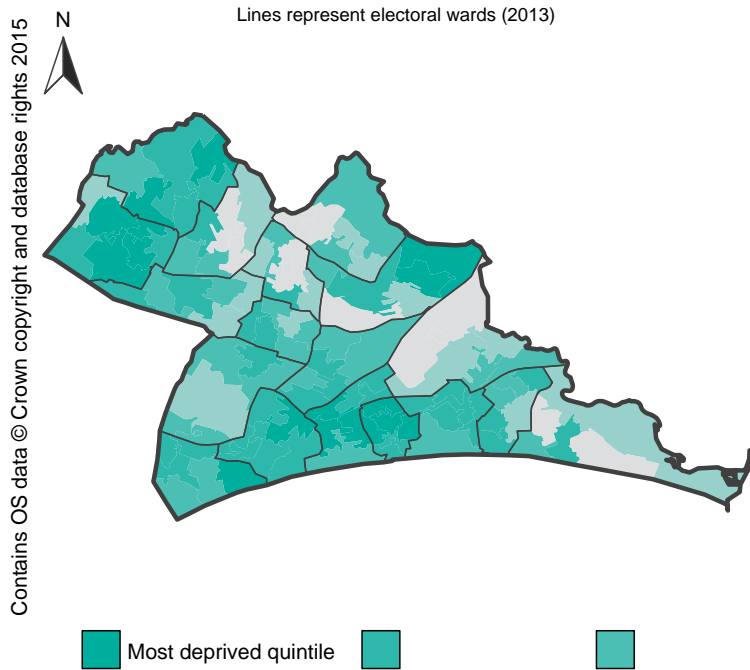 Lines represent electoral wards (2013)
N
Contains OS data © Crown copyright and database rights 2015
Most deprived quintile